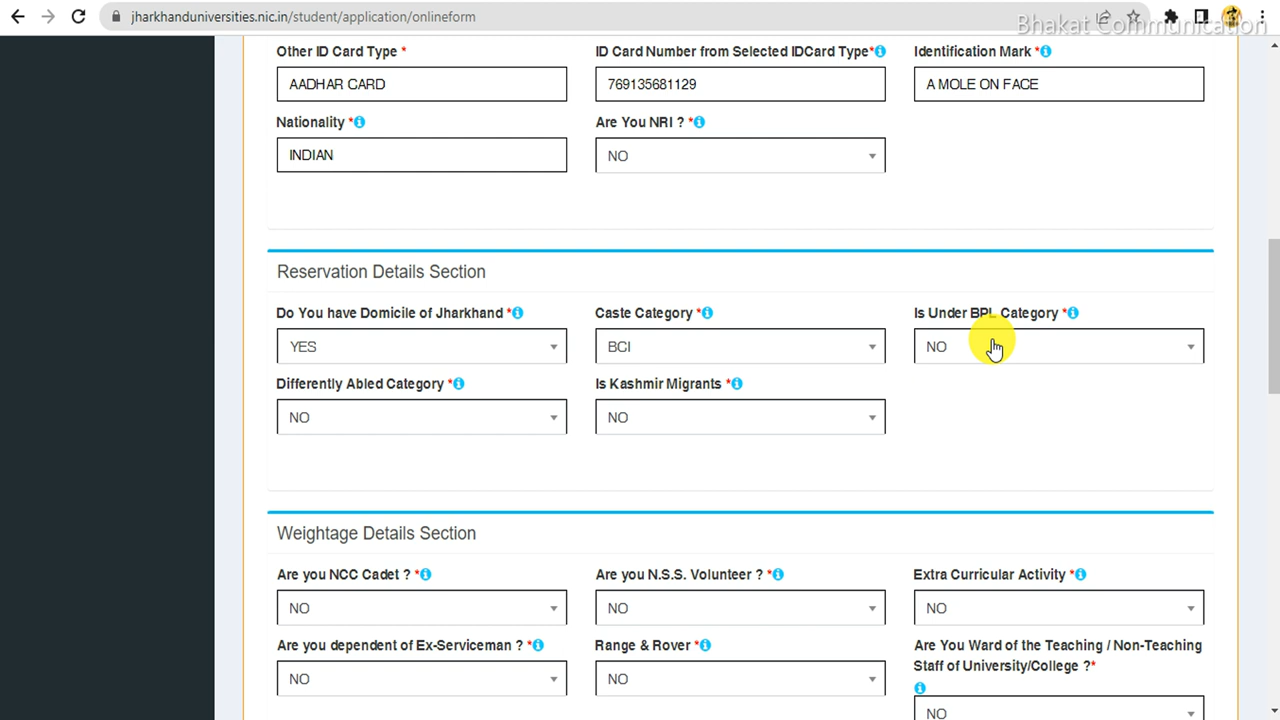 jharkhanduniversities.nic.in/student/application/onlineform
Bhakat Communication
Other ID Card Type *
ID Card Number from Selected IDCard Type*
Identification Mark *
AADHAR CARD
769135681129
A MOLE ON FACE
Nationality *
Are You NRI ? *
INDIAN
NO
Reservation Details Section
Do You have Domicile of Jharkhand *
Caste Category *
Is Under BPL Category *
YES
BCI
NO
Differently Abled Category *
Is Kashmir Migrants *
NO
NO
Weightage Details Section
Are you NCC Cadet ? *
Are you N.S.S. Volunteer ? *
Extra Curricular Activity *
NO
NO
NO
Are you dependent of Ex-Serviceman ? *
Range & Rover *
Are You Ward of the Teaching / Non-Teaching
Staff of University/College ?*
NO
NO
NO